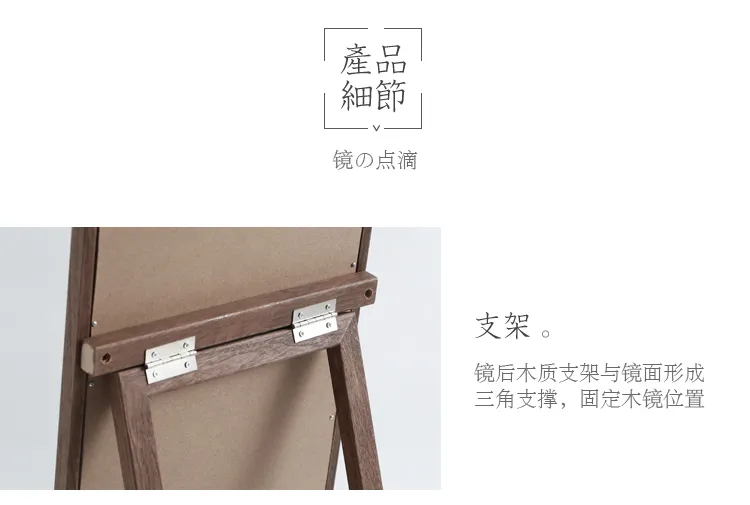 產品
細節
镜の点滴
支架。
镜后木质支架与镜面形成
三角支撑，固定木镜位置